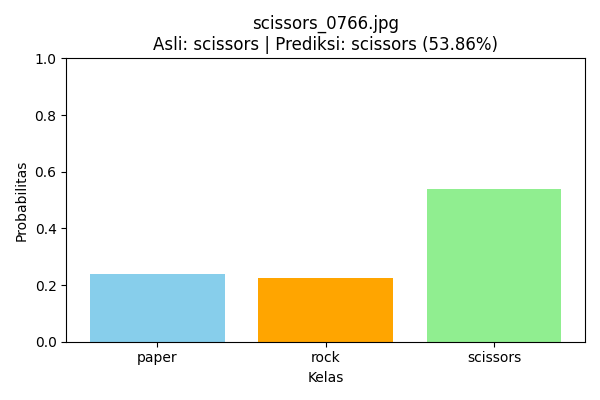 scissors_0766.jpg
Asli: scissors | Prediksi: scissors (53.86%)
1.0
0.8
0.6
0.4
0.2
0.0
Probabilitas
paper
rock
scissors
Kelas